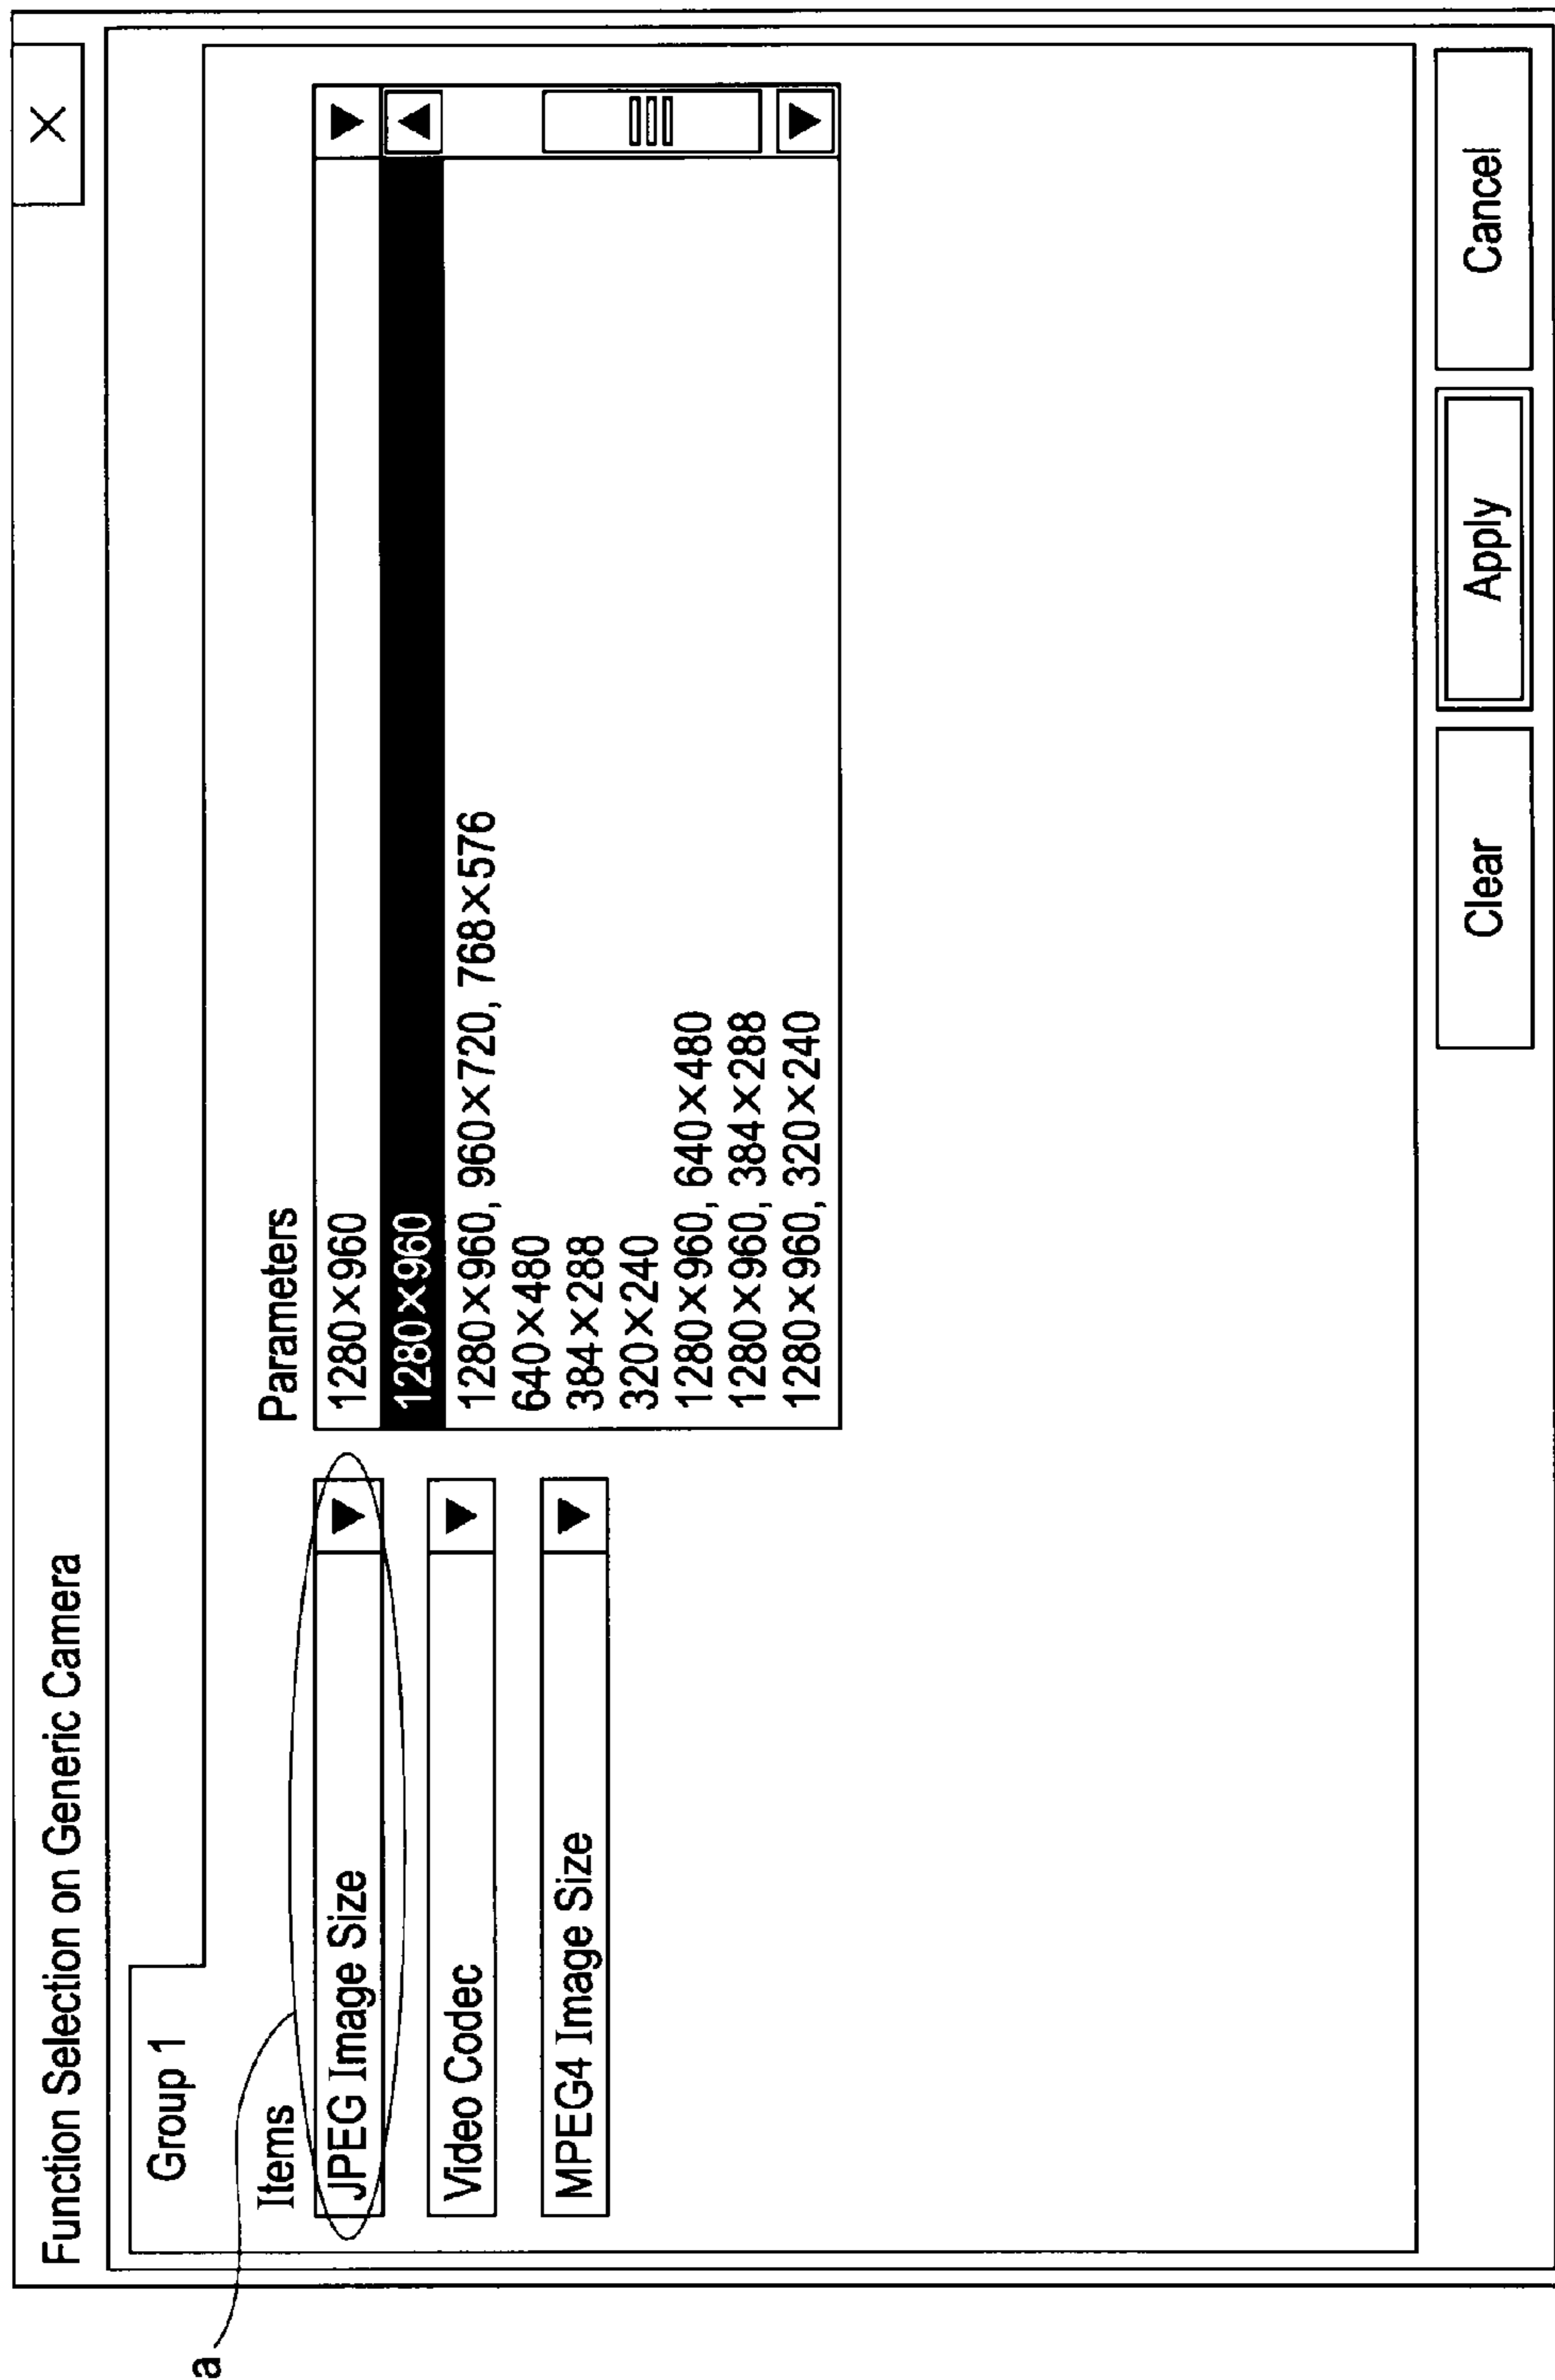 Function Selection on Generic Camera
X
Group 1
a
Items
Parameters
JPEG Image Size
1280×960
1280×960
1280×960, 960×720, 768×576
640×480
384×288
320×240
1280×960, 640×480
1280×960, 384×288
1280×960, 320×240
Video Codec
MPEG4 Image Size
Clear
Apply
Cancel